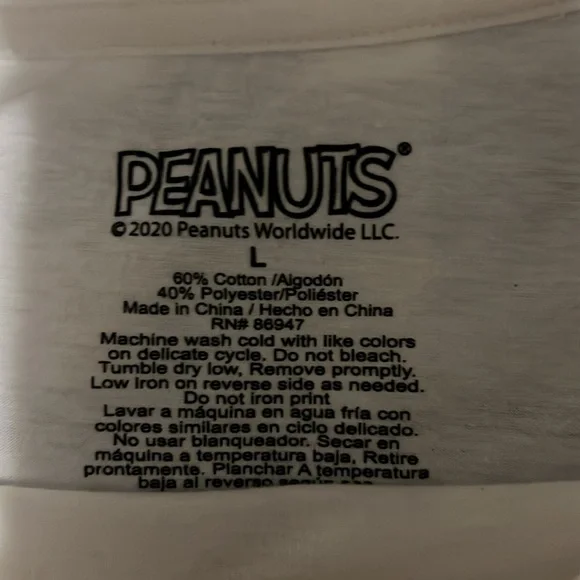 PEANUTS®
©2020 Peanuts Worldwide LLC.
L
60% Cotton /Algodón
40% Polyester/Poliéster
Made in China / Hecho en China
RN# 86947
Machine wash cold with like colors
on delicate cycle. Do not bleach.
Tumble dry low, Remove promptly.
Low Iron on reverse side as needed.
Do not iron print
Lavar a máquina en agua fría con
colores similares en ciclo delicado.
No usar blanqueador. Secar en
máquina a temperatura baja, Retire
prontamente. Planchar A temperatura
baja al reverso